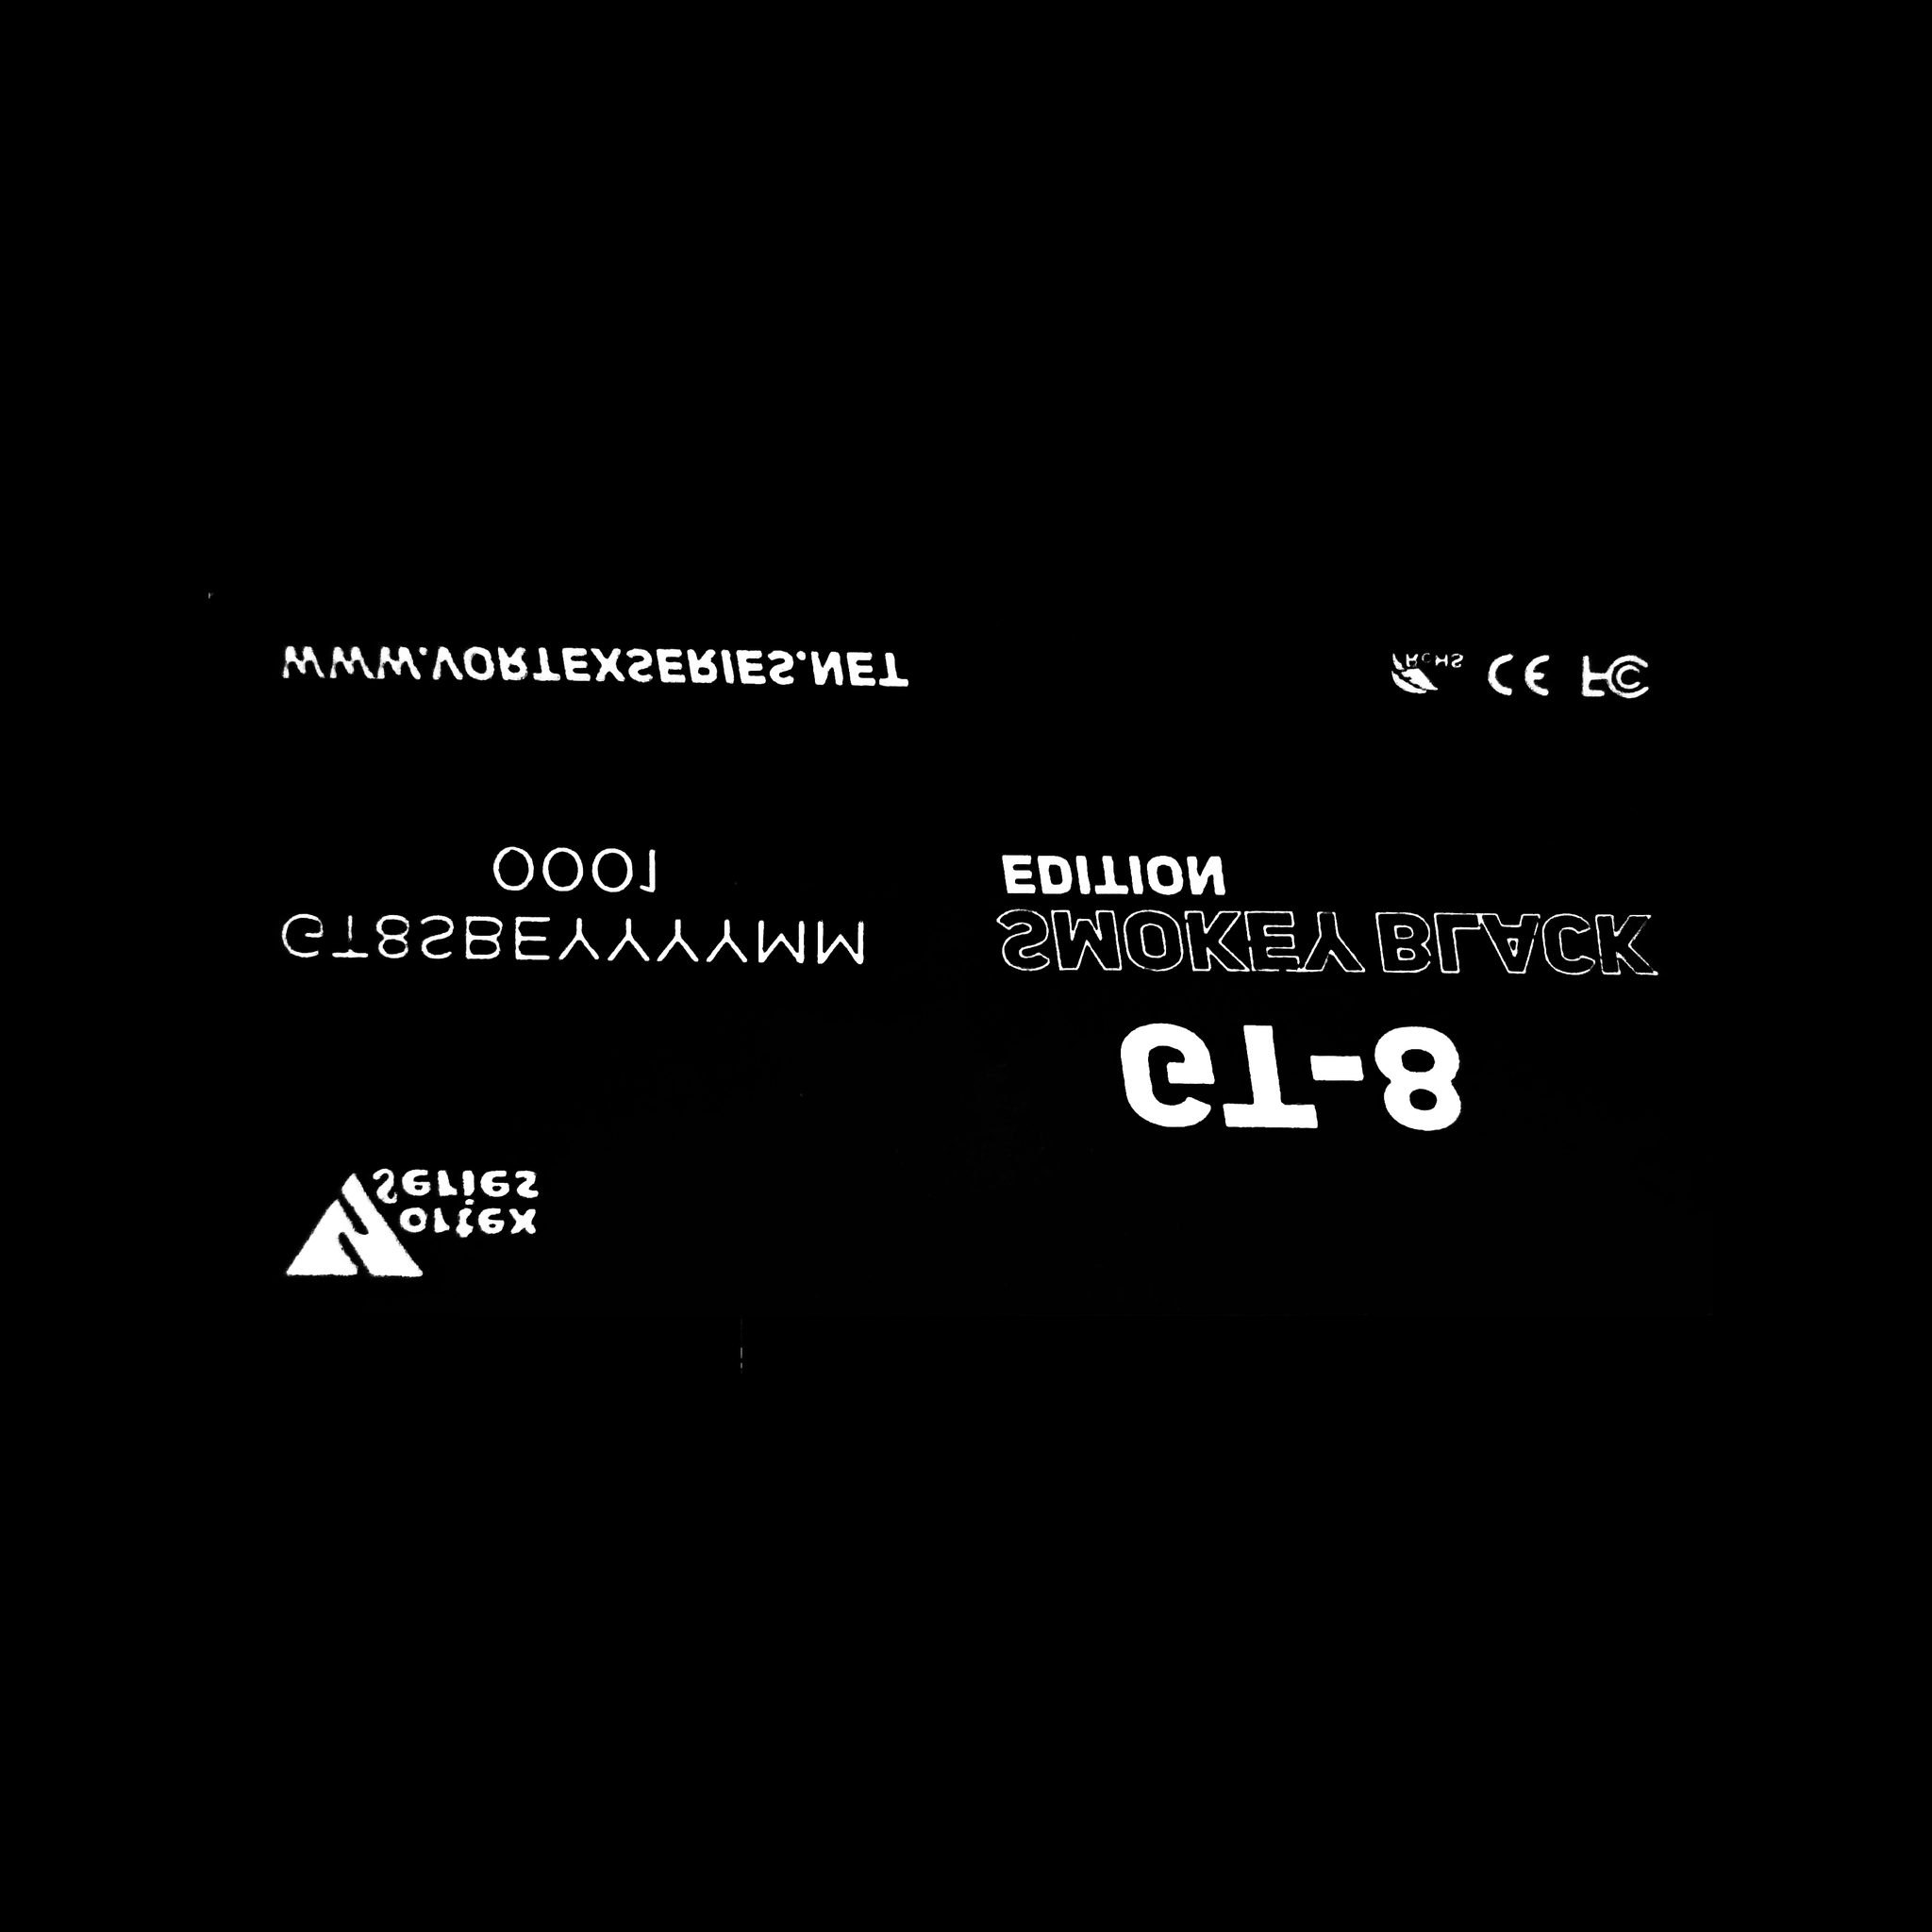 Vortex
Series
GT-8
SMOKEY BLACK
EDITION
GT8SBEYYYYMM
0001
WWW.VORTEXSERIES.NET
RoHS CE FC